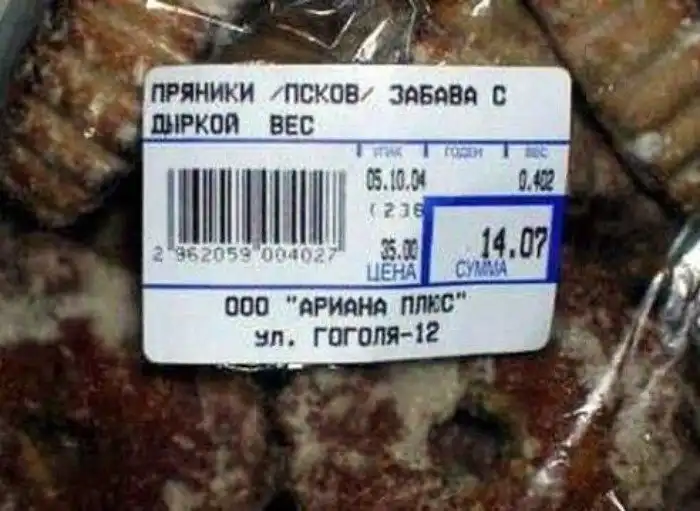 ПРЯНИКИ /ПСКОВ/ ЗАБАВА С
ДЫРКОЙ ВЕС
УПАК ГОДЕН ВЕС
05.10.04 0.402
35.00 14.07
ЦЕНА СУММА
2 962059 004027
ООО "АРИАНА ПЛЮС"
УЛ. ГОГОЛЯ-12